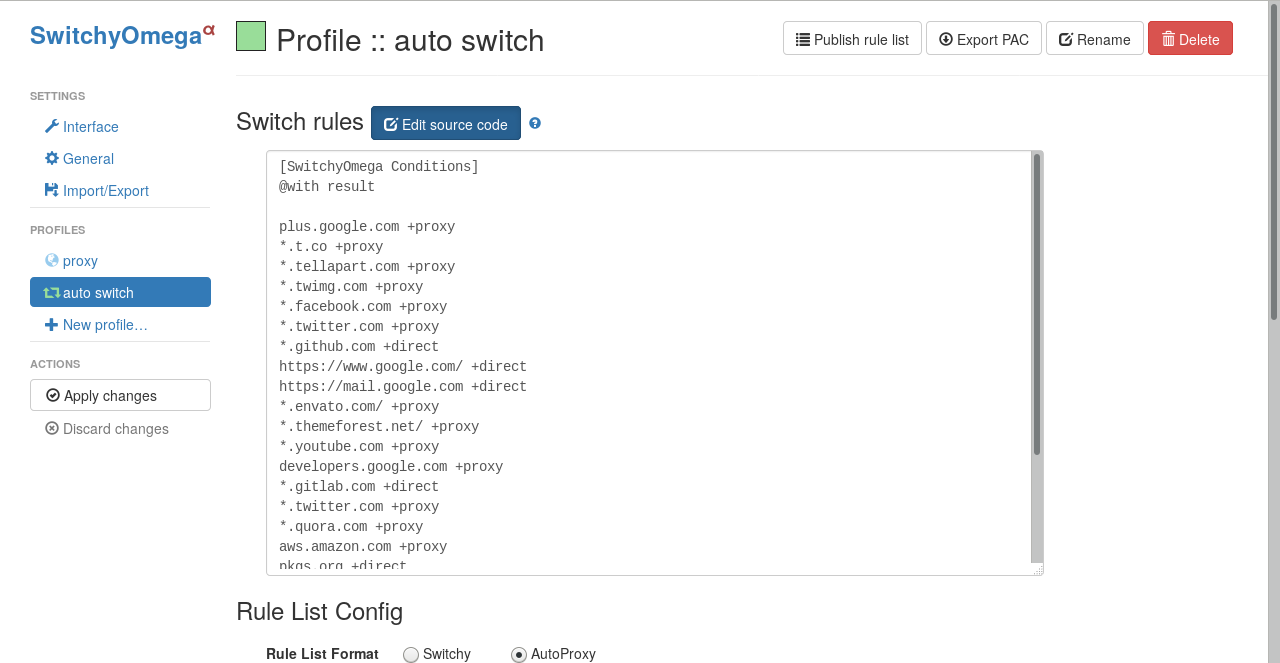 SwitchyOmegaα
Profile :: auto switch
Publish rule list
Export PAC
Rename
Delete
SETTINGS
Interface
General
Import/Export
PROFILES
proxy
auto switch
New profile…
ACTIONS
Apply changes
Discard changes
Switch rules
Edit source code
[SwitchyOmega Conditions]
@with result
plus.google.com +proxy
*.t.co +proxy
*.tellapart.com +proxy
*.twimg.com +proxy
*.facebook.com +proxy
*.twitter.com +proxy
*.github.com +direct
https://www.google.com/ +direct
https://mail.google.com +direct
*.envato.com/ +proxy
*.themeforest.net/ +proxy
*.youtube.com +proxy
developers.google.com +proxy
*.gitlab.com +direct
*.twitter.com +proxy
*.quora.com +proxy
aws.amazon.com +proxy
pkgs.org +direct
Rule List Config
Rule List Format
Switchy
AutoProxy